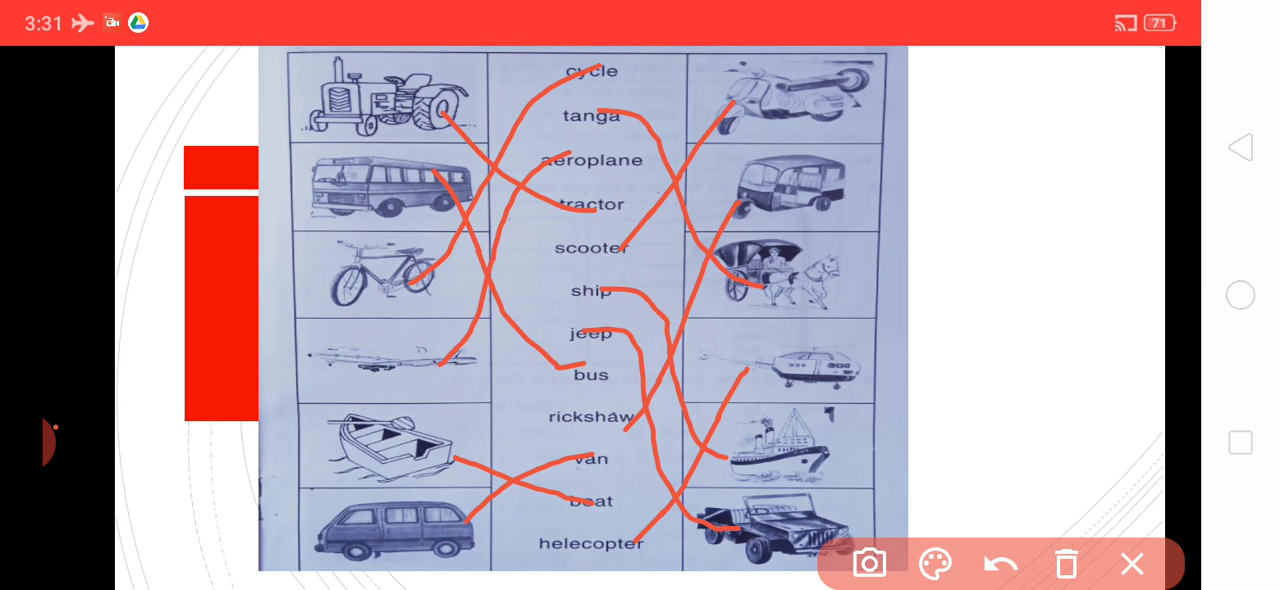 3:31
71
cycle
tanga
aeroplane
tractor
scooter
ship
jeep
bus
rickshaw
van
boat
helecopter